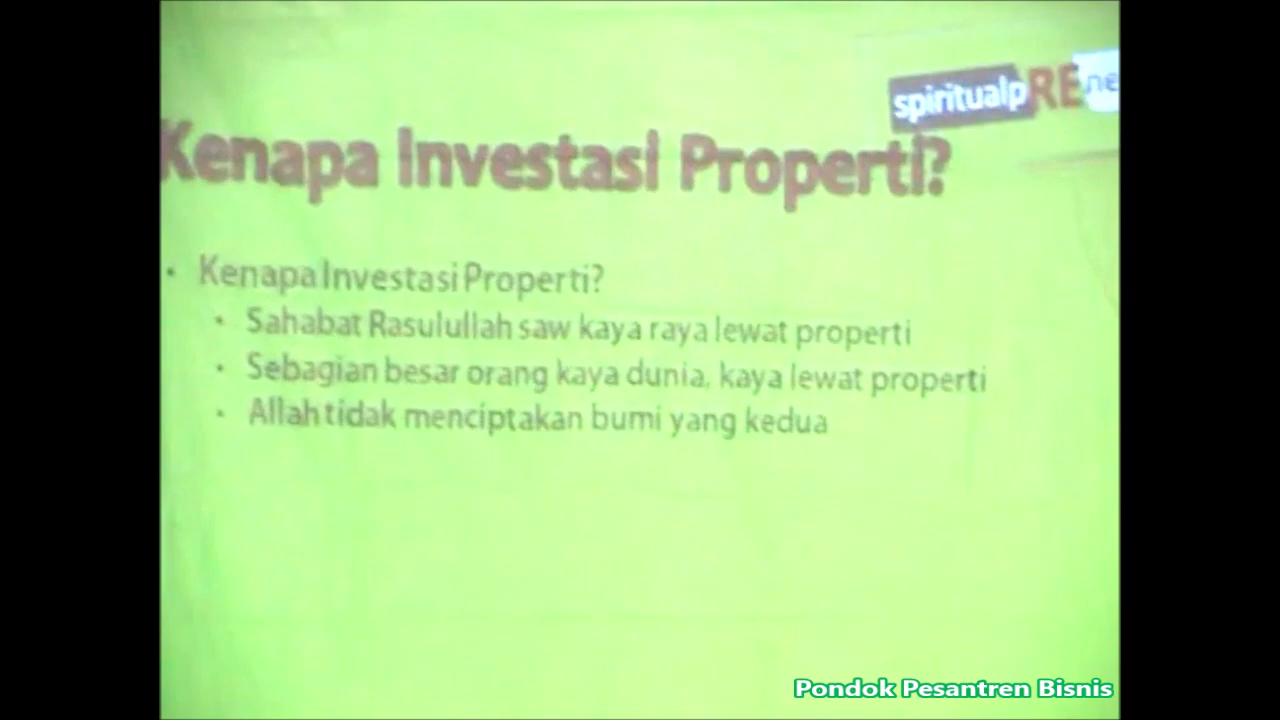 spiritualpREne
Kenapa Investasi Properti?
• Kenapa Investasi Properti?
• Sahabat Rasulullah saw kaya raya lewat properti
• Sebagian besar orang kaya dunia, kaya lewat properti
• Allah tidak menciptakan bumi yang kedua
Pondok Pesantren Bisnis